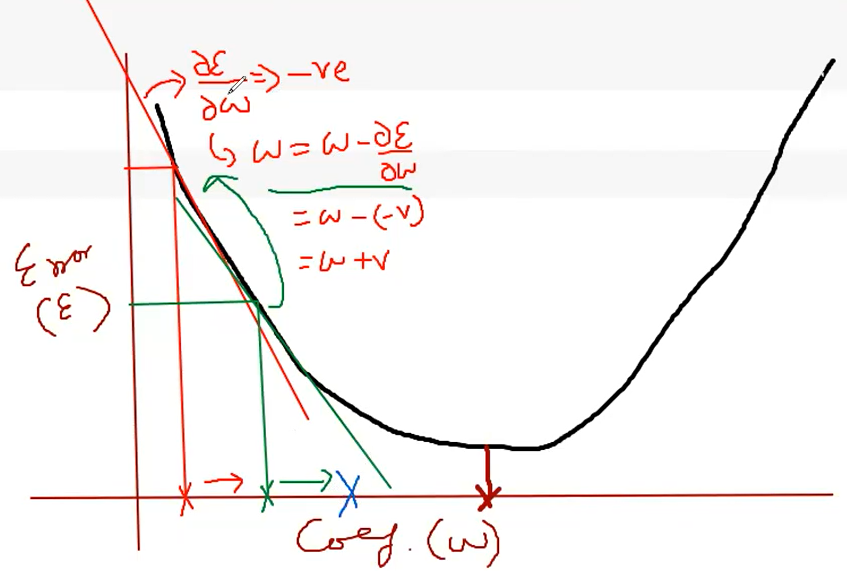 ∂ε/∂ω ⇒ -ve
↳ ω = ω - ∂ε/∂ω
= ω - (-v)
= ω + v
Error
(ε)
Coef. (ω)